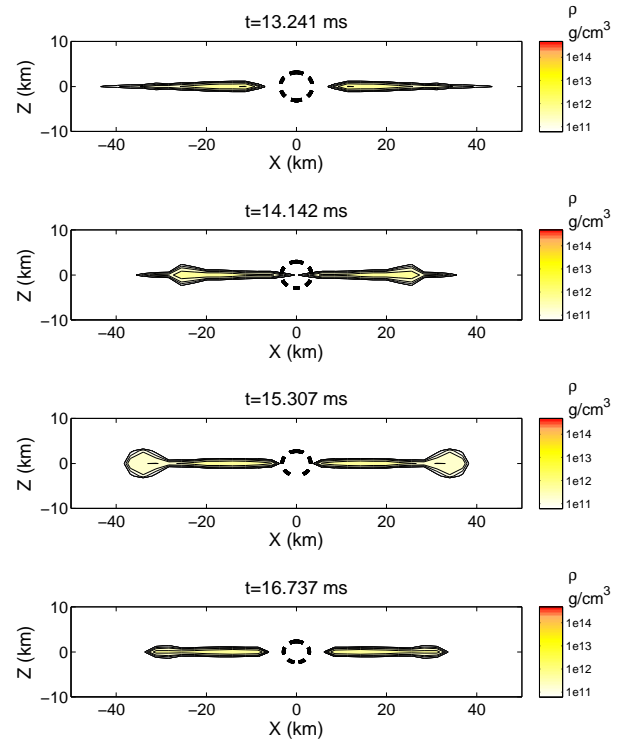 t=13.241 ms
ρ
g/cm³
10
0
−10
Z (km)
−40
−20
0
20
40
X (km)
1e14
1e13
1e12
1e11
t=14.142 ms
ρ
g/cm³
10
0
−10
Z (km)
−40
−20
0
20
40
X (km)
1e14
1e13
1e12
1e11
t=15.307 ms
ρ
g/cm³
10
0
−10
Z (km)
−40
−20
0
20
40
X (km)
1e14
1e13
1e12
1e11
t=16.737 ms
ρ
g/cm³
10
0
−10
Z (km)
−40
−20
0
20
40
X (km)
1e14
1e13
1e12
1e11